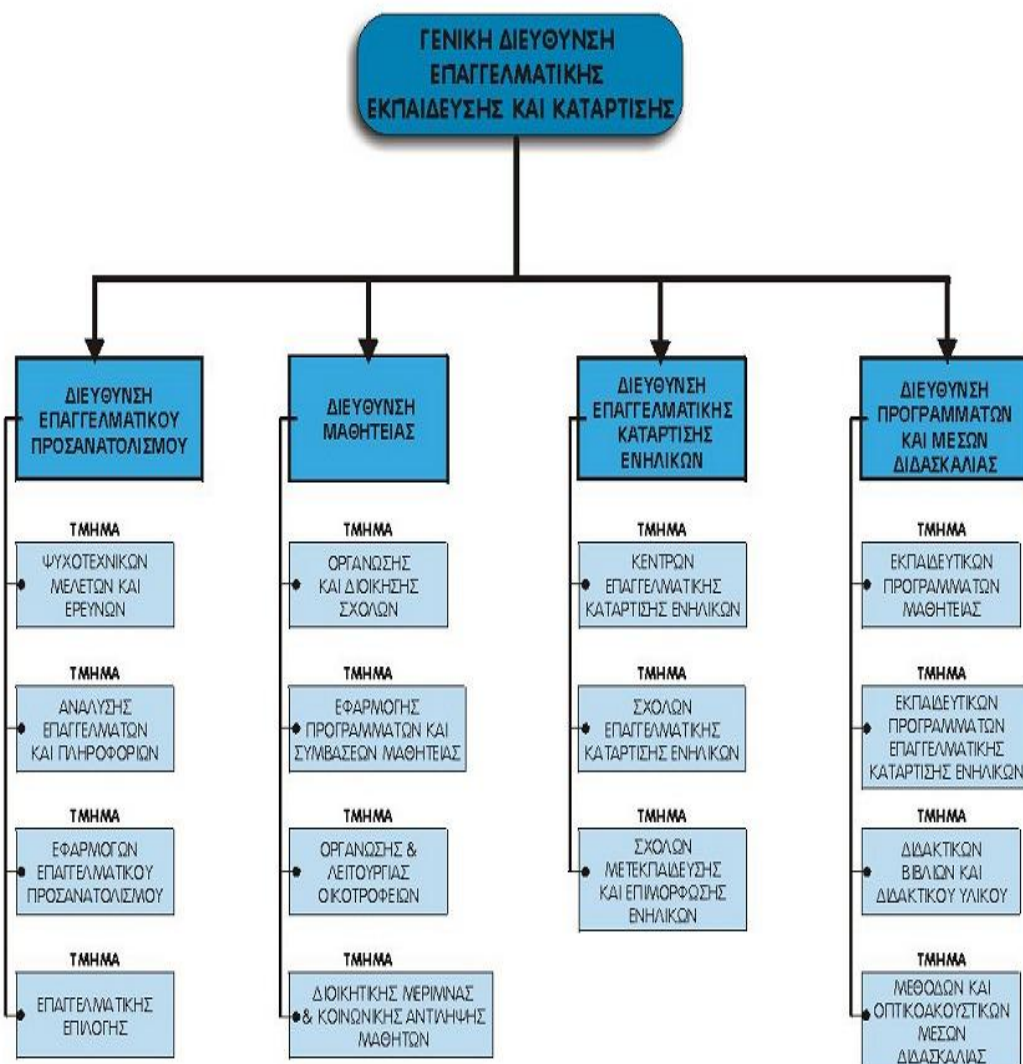 ΓΕΝΙΚΗ ΔΙΕΥΘΥΝΣΗ
ΕΠΑΓΓΕΛΜΑΤΙΚΗΣ
ΕΚΠΑΙΔΕΥΣΗΣ ΚΑΙ ΚΑΤΑΡΤΙΣΗΣ
ΔΙΕΥΘΥΝΣΗ
ΕΠΑΓΓΕΛΜΑΤΙΚΟΥ
ΠΡΟΣΑΝΑΤΟΛΙΣΜΟΥ
ΤΜΗΜΑ
ΨΥΧΟΤΕΧΝΙΚΩΝ
ΜΕΛΕΤΩΝ ΚΑΙ
ΕΡΕΥΝΩΝ
ΤΜΗΜΑ
ΑΝΑΛΥΣΗΣ
ΕΠΑΓΓΕΛΜΑΤΩΝ
ΚΑΙ ΠΛΗΡΟΦΟΡΙΩΝ
ΤΜΗΜΑ
ΕΦΑΡΜΟΓΩΝ
ΕΠΑΓΓΕΛΜΑΤΙΚΟΥ
ΠΡΟΣΑΝΑΤΟΛΙΣΜΟΥ
ΤΜΗΜΑ
ΕΠΑΓΓΕΛΜΑΤΙΚΗΣ
ΕΠΙΛΟΓΗΣ
ΔΙΕΥΘΥΝΣΗ
ΜΑΘΗΤΕΙΑΣ
ΤΜΗΜΑ
ΟΡΓΑΝΩΣΗΣ
ΚΑΙ ΔΙΟΙΚΗΣΗΣ
ΣΧΟΛΩΝ
ΤΜΗΜΑ
ΕΦΑΡΜΟΓΗΣ
ΠΡΟΓΡΑΜΜΑΤΩΝ ΚΑΙ
ΣΥΜΒΑΣΕΩΝ ΜΑΘΗΤΕΙΑΣ
ΤΜΗΜΑ
ΟΡΓΑΝΩΣΗΣ &
ΛΕΙΤΟΥΡΓΙΑΣ
ΟΙΚΟΤΡΟΦΕΙΩΝ
ΤΜΗΜΑ
ΔΙΟΙΚΗΤΙΚΗΣ ΜΕΡΙΜΝΑΣ
& ΚΟΙΝΩΝΙΚΗΣ ΑΝΤΙΛΗΨΗΣ
ΜΑΘΗΤΩΝ
ΔΙΕΥΘΥΝΣΗ
ΕΠΑΓΓΕΛΜΑΤΙΚΗΣ
ΚΑΤΑΡΤΙΣΗΣ
ΕΝΗΛΙΚΩΝ
ΤΜΗΜΑ
ΚΕΝΤΡΩΝ
ΕΠΑΓΓΕΛΜΑΤΙΚΗΣ
ΚΑΤΑΡΤΙΣΗΣ ΕΝΗΛΙΚΩΝ
ΤΜΗΜΑ
ΣΧΟΛΩΝ
ΕΠΑΓΓΕΛΜΑΤΙΚΗΣ
ΚΑΤΑΡΤΙΣΗΣ ΕΝΗΛΙΚΩΝ
ΤΜΗΜΑ
ΣΧΟΛΩΝ
ΜΕΤΕΚΠΑΙΔΕΥΣΗΣ
ΚΑΙ ΕΠΙΜΟΡΦΩΣΗΣ
ΕΝΗΛΙΚΩΝ
ΔΙΕΥΘΥΝΣΗ
ΠΡΟΓΡΑΜΜΑΤΩΝ
ΚΑΙ ΜΕΣΩΝ
ΔΙΔΑΣΚΑΛΙΑΣ
ΤΜΗΜΑ
ΕΚΠΑΙΔΕΥΤΙΚΩΝ
ΠΡΟΓΡΑΜΜΑΤΩΝ
ΜΑΘΗΤΕΙΑΣ
ΤΜΗΜΑ
ΕΚΠΑΙΔΕΥΤΙΚΩΝ
ΠΡΟΓΡΑΜΜΑΤΩΝ
ΕΠΑΓΓΕΛΜΑΤΙΚΗΣ
ΚΑΤΑΡΤΙΣΗΣ ΕΝΗΛΙΚΩΝ
ΤΜΗΜΑ
ΔΙΔΑΚΤΙΚΩΝ
ΒΙΒΛΙΩΝ ΚΑΙ
ΔΙΔΑΚΤΙΚΟΥ ΥΛΙΚΟΥ
ΤΜΗΜΑ
ΜΕΘΟΔΩΝ ΚΑΙ
ΟΠΤΙΚΟΑΚΟΥΣΤΙΚΩΝ
ΜΕΣΩΝ
ΔΙΔΑΣΚΑΛΙΑΣ